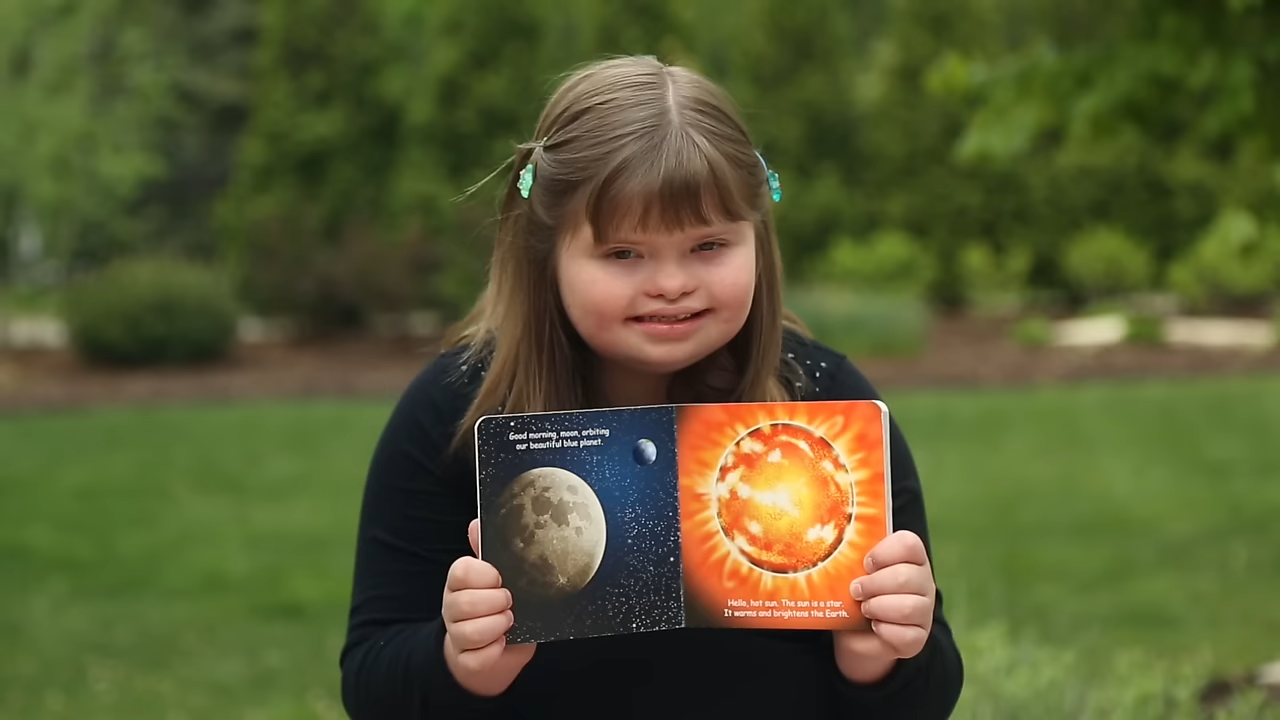 Good morning, moon, orbiting
our beautiful blue planet.
Hello, hot sun. The sun is a star.
It warms and brightens the Earth.